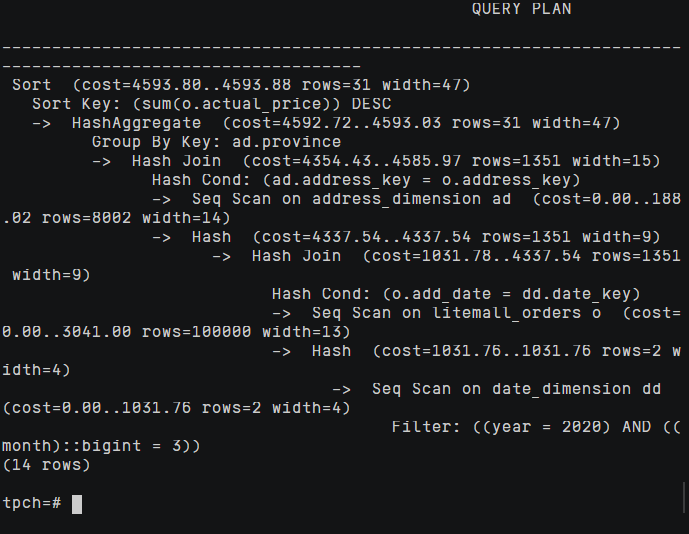 QUERY PLAN
--------------------------------------------------------------------
------------------------------------
Sort  (cost=4593.80..4593.88 rows=31 width=47)
  Sort Key: (sum(o.actual_price)) DESC
  ->  HashAggregate  (cost=4592.72..4593.03 rows=31 width=47)
        Group By Key: ad.province
        ->  Hash Join  (cost=4354.43..4585.97 rows=1351 width=15)
              Hash Cond: (ad.address_key = o.address_key)
              ->  Seq Scan on address_dimension ad  (cost=0.00..188
.02 rows=8002 width=14)
              ->  Hash  (cost=4337.54..4337.54 rows=1351 width=9)
                    ->  Hash Join  (cost=1031.78..4337.54 rows=1351
 width=9)
                          Hash Cond: (o.add_date = dd.date_key)
                          ->  Seq Scan on litemall_orders o  (cost=
0.00..3041.00 rows=100000 width=13)
                          ->  Hash  (cost=1031.76..1031.76 rows=2 w
idth=4)
                                ->  Seq Scan on date_dimension dd
(cost=0.00..1031.76 rows=2 width=4)
                                      Filter: ((year = 2020) AND ((
month)::bigint = 3))
(14 rows)
tpch=#